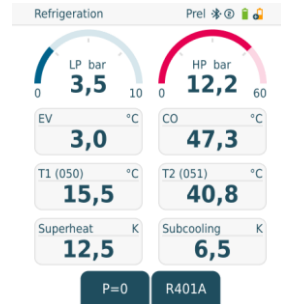 Refrigeration Prel
LP bar HP bar
3,5 12,2
0 10 0 60
EV °C CO °C
3,0 47,3
T1 (050) °C T2 (051) °C
15,5 40,8
Superheat K Subcooling K
12,5 6,5
P=0 R401A